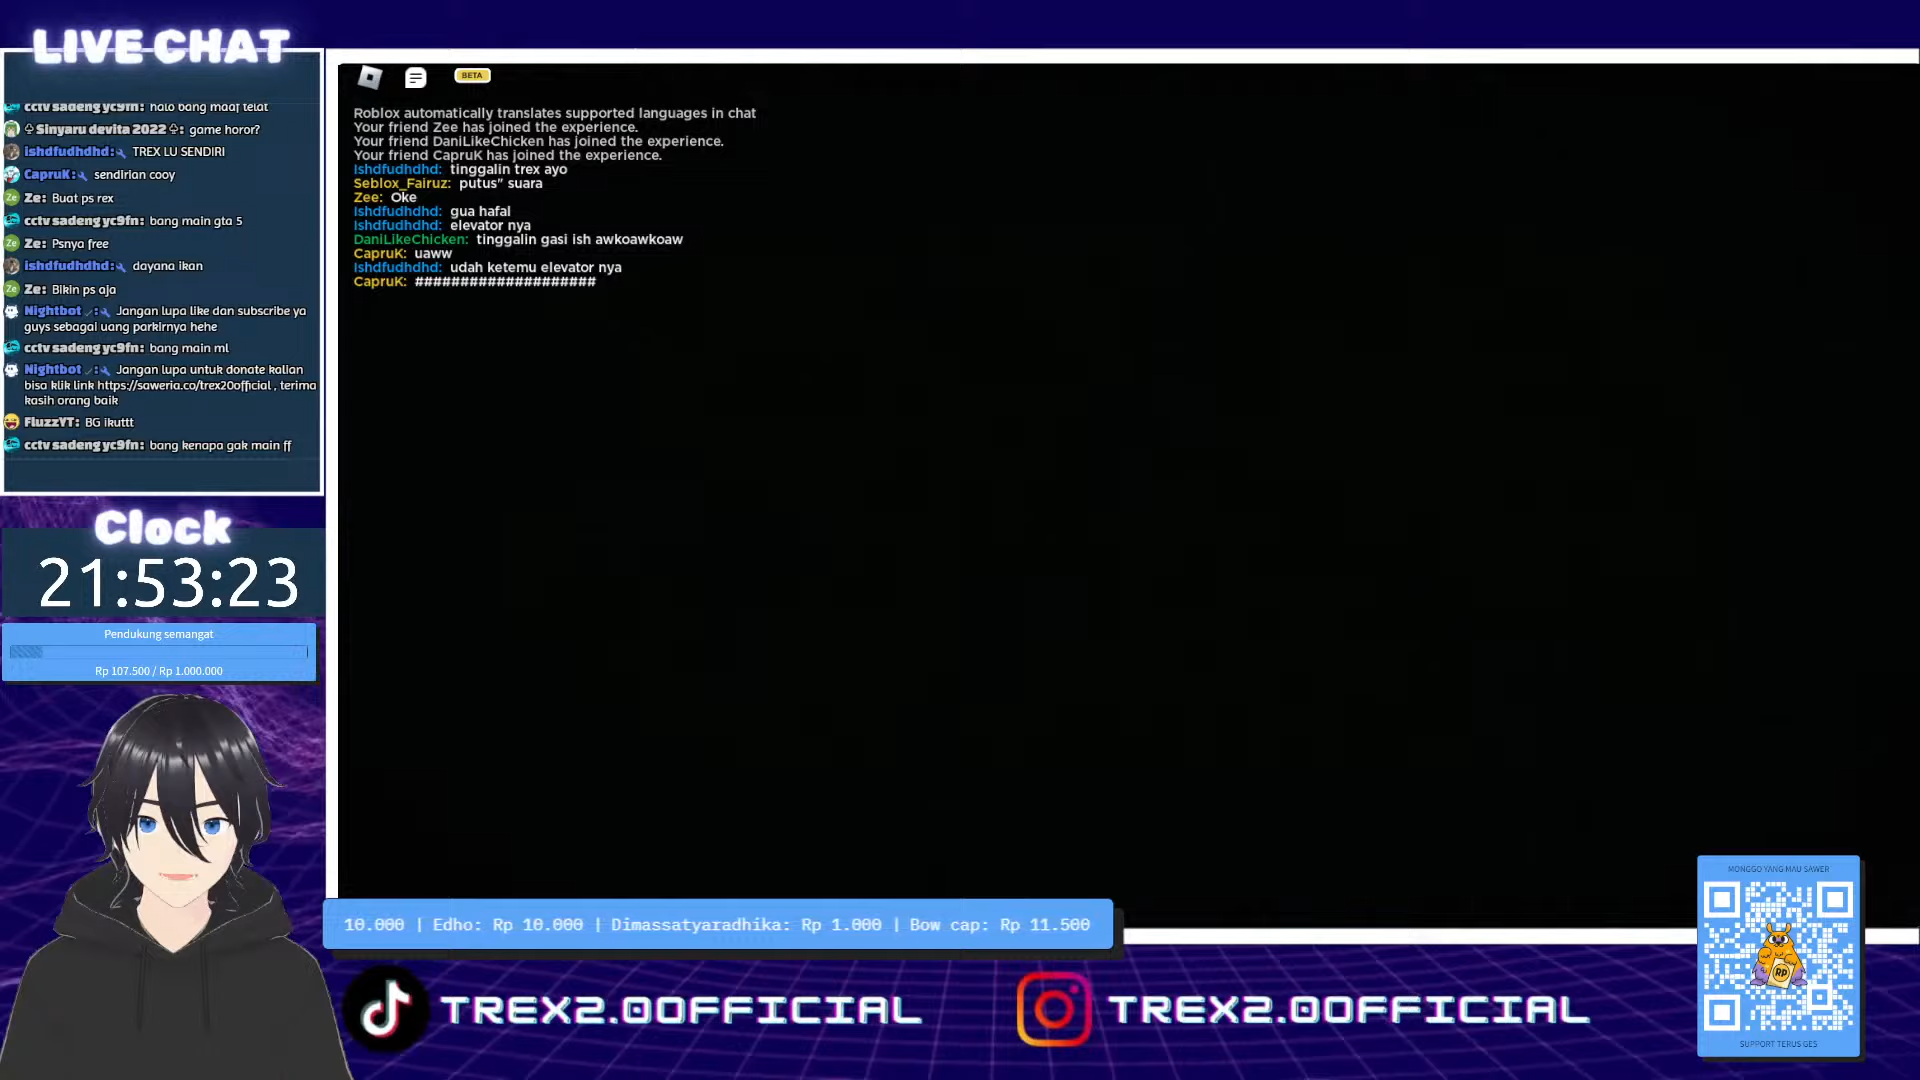 LIVE CHAT
cctv sadeng yc9fn: halo bang maaf telat
♤ Sinyaru devita 2022 ♤: game horor?
ishdfudhdhd: TREX LU SENDIRI
CapruK: sendirian cooy
Ze: Buat ps rex
cctv sadeng yc9fn: bang main gta 5
Ze: Psnya free
ishdfudhdhd: dayana ikan
Ze: Bikin ps aja
Nightbot: Jangan lupa like dan subscribe ya
guys sebagai uang parkirnya hehe
cctv sadeng yc9fn: bang main ml
Nightbot: Jangan lupa untuk donate kalian
bisa klik link https://saweria.co/trex20official , terima
kasih orang baik
FluzzYT: BG ikuttt
cctv sadeng yc9fn: bang kenapa gak main ff
Clock
21:53:23
Pendukung semangat
Rp 107.500 / Rp 1.000.000
BETA
Roblox automatically translates supported languages in chat
Your friend Zee has joined the experience.
Your friend DaniLikeChicken has joined the experience.
Your friend CapruK has joined the experience.
Ishdfudhdhd: tinggalin trex ayo
Seblox_Fairuz: putus" suara
Zee: Oke
Ishdfudhdhd: gua hafal
Ishdfudhdhd: elevator nya
DaniLikeChicken: tinggalin gasi ish awkoawkoaw
CapruK: uaww
Ishdfudhdhd: udah ketemu elevator nya
CapruK: ####################
10.000 | Edho: Rp 10.000 | Dimassatyaradhika: Rp 1.000 | Bow cap: Rp 11.500
TREX2.0OFFICIAL
TREX2.0OFFICIAL
MONGGO YANG MAU SAWER
RP
SUPPORT TERUS GES